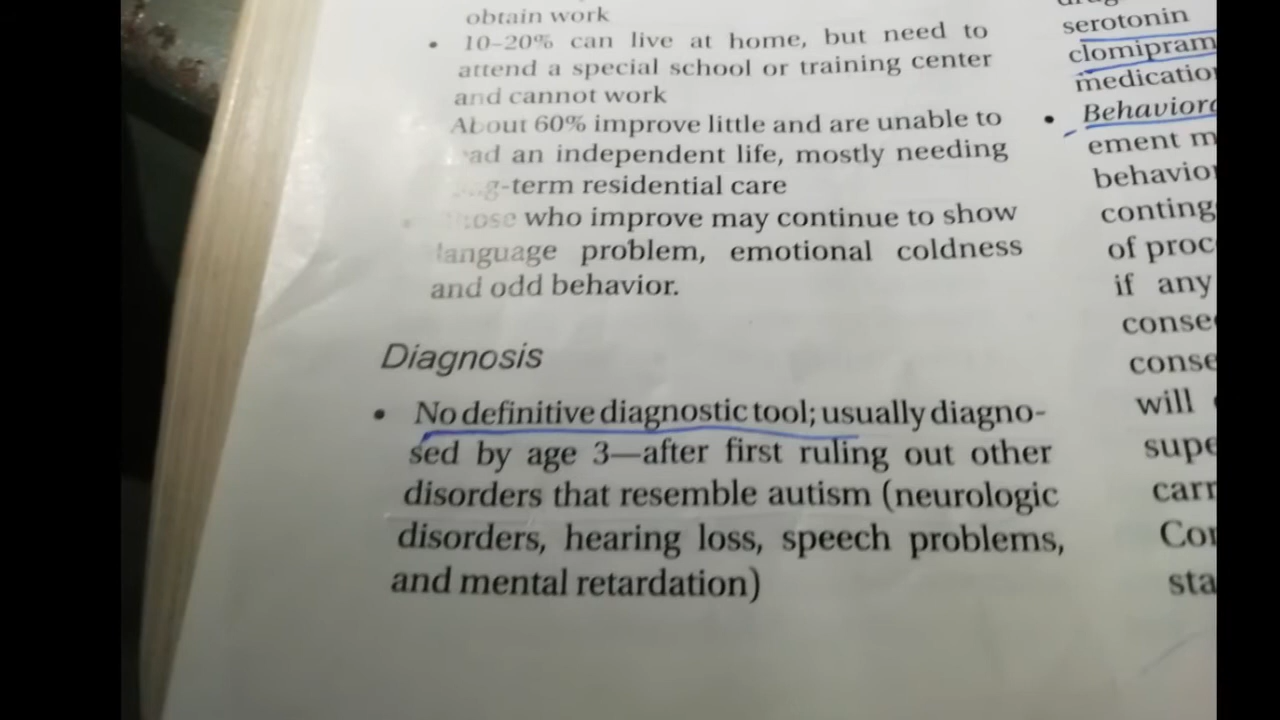 obtain work
• 10–20% can live at home, but need to
attend a special school or training center
and cannot work
About 60% improve little and are unable to
an independent life, mostly needing
-term residential care
who improve may continue to show
language problem, emotional coldness
and odd behavior.
Diagnosis
• No definitive diagnostic tool; usually diagno-
sed by age 3—after first ruling out other
disorders that resemble autism (neurologic
disorders, hearing loss, speech problems,
and mental retardation)
serotonin
clomipram
medicatio
• Behaviora
ement m
behavio
conting
of proc
if any
conse
conse
will
supe
carr
Con
sta